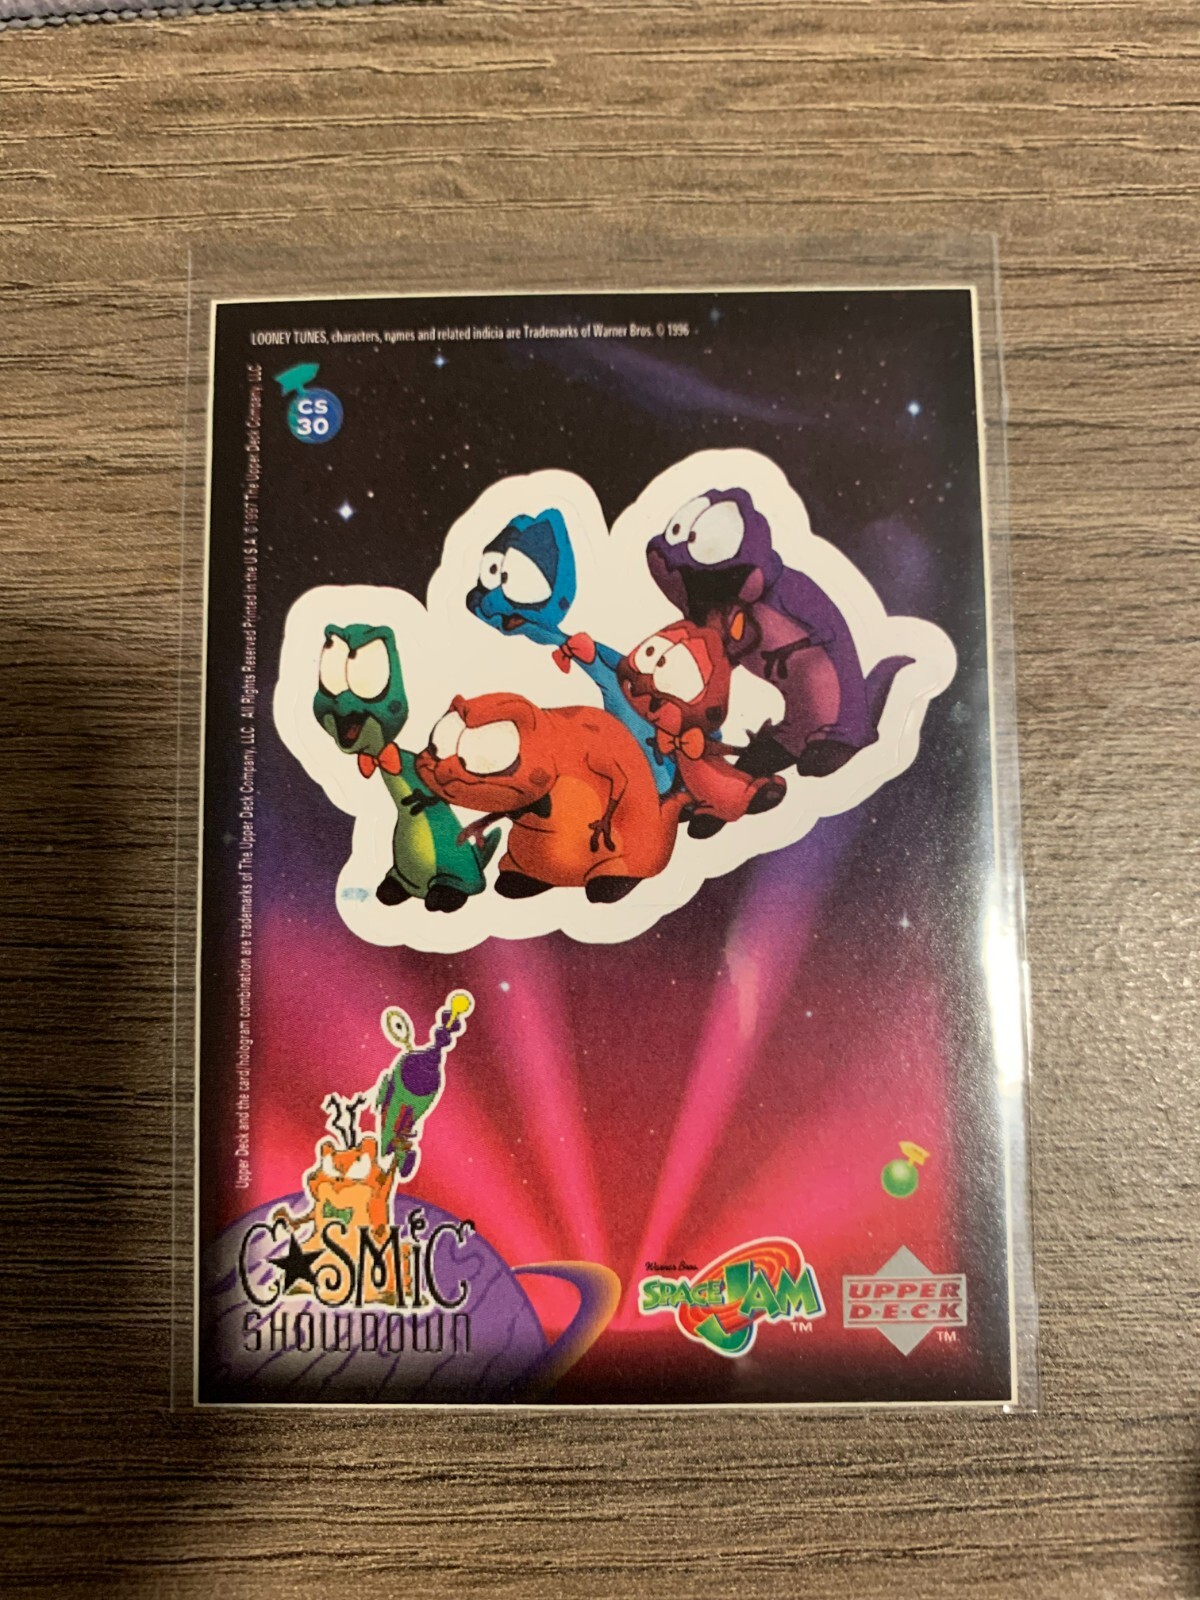 LOONEY TUNES, characters, names and related indicia are Trademarks of Warner Bros. © 1996
CS
30
Upper Deck and the card/hologram combination are trademarks of The Upper Deck Company, LLC. All Rights Reserved Printed in the U.S.A. © 1997 The Upper Deck Company, LLC
COSMiC
SHOWDOWN
Warner Bros.
SPACE JAM
TM
UPPER
D·E·C·K
TM.